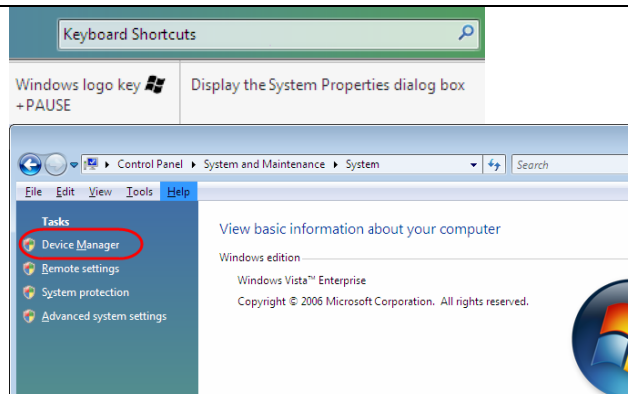 Keyboard Shortcuts
Windows logo key
+PAUSE
Display the System Properties dialog box
Control Panel ▸ System and Maintenance ▸ System
Search
File Edit View Tools Help
Tasks
Device Manager
Remote settings
System protection
Advanced system settings
View basic information about your computer
Windows edition
Windows Vista™ Enterprise
Copyright © 2006 Microsoft Corporation. All rights reserved.